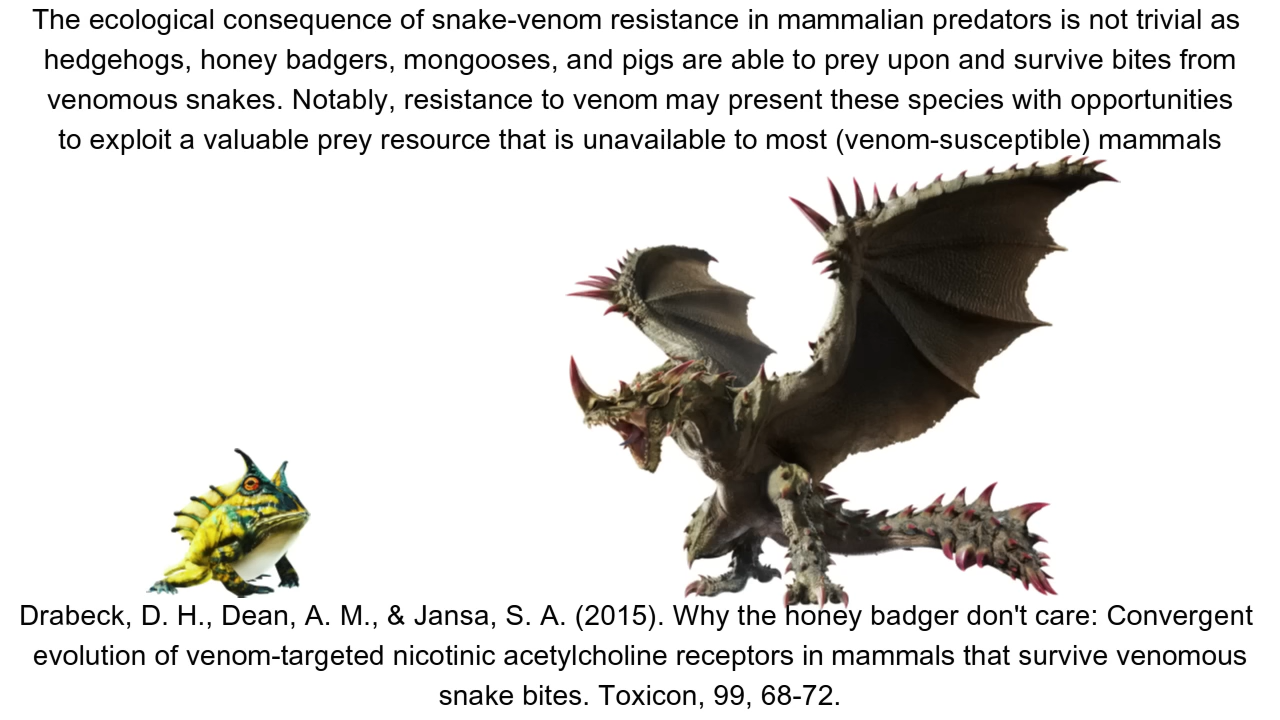 The ecological consequence of snake-venom resistance in mammalian predators is not trivial as
hedgehogs, honey badgers, mongooses, and pigs are able to prey upon and survive bites from
venomous snakes. Notably, resistance to venom may present these species with opportunities
to exploit a valuable prey resource that is unavailable to most (venom-susceptible) mammals
Drabeck, D. H., Dean, A. M., & Jansa, S. A. (2015). Why the honey badger don't care: Convergent
evolution of venom-targeted nicotinic acetylcholine receptors in mammals that survive venomous
snake bites. Toxicon, 99, 68-72.